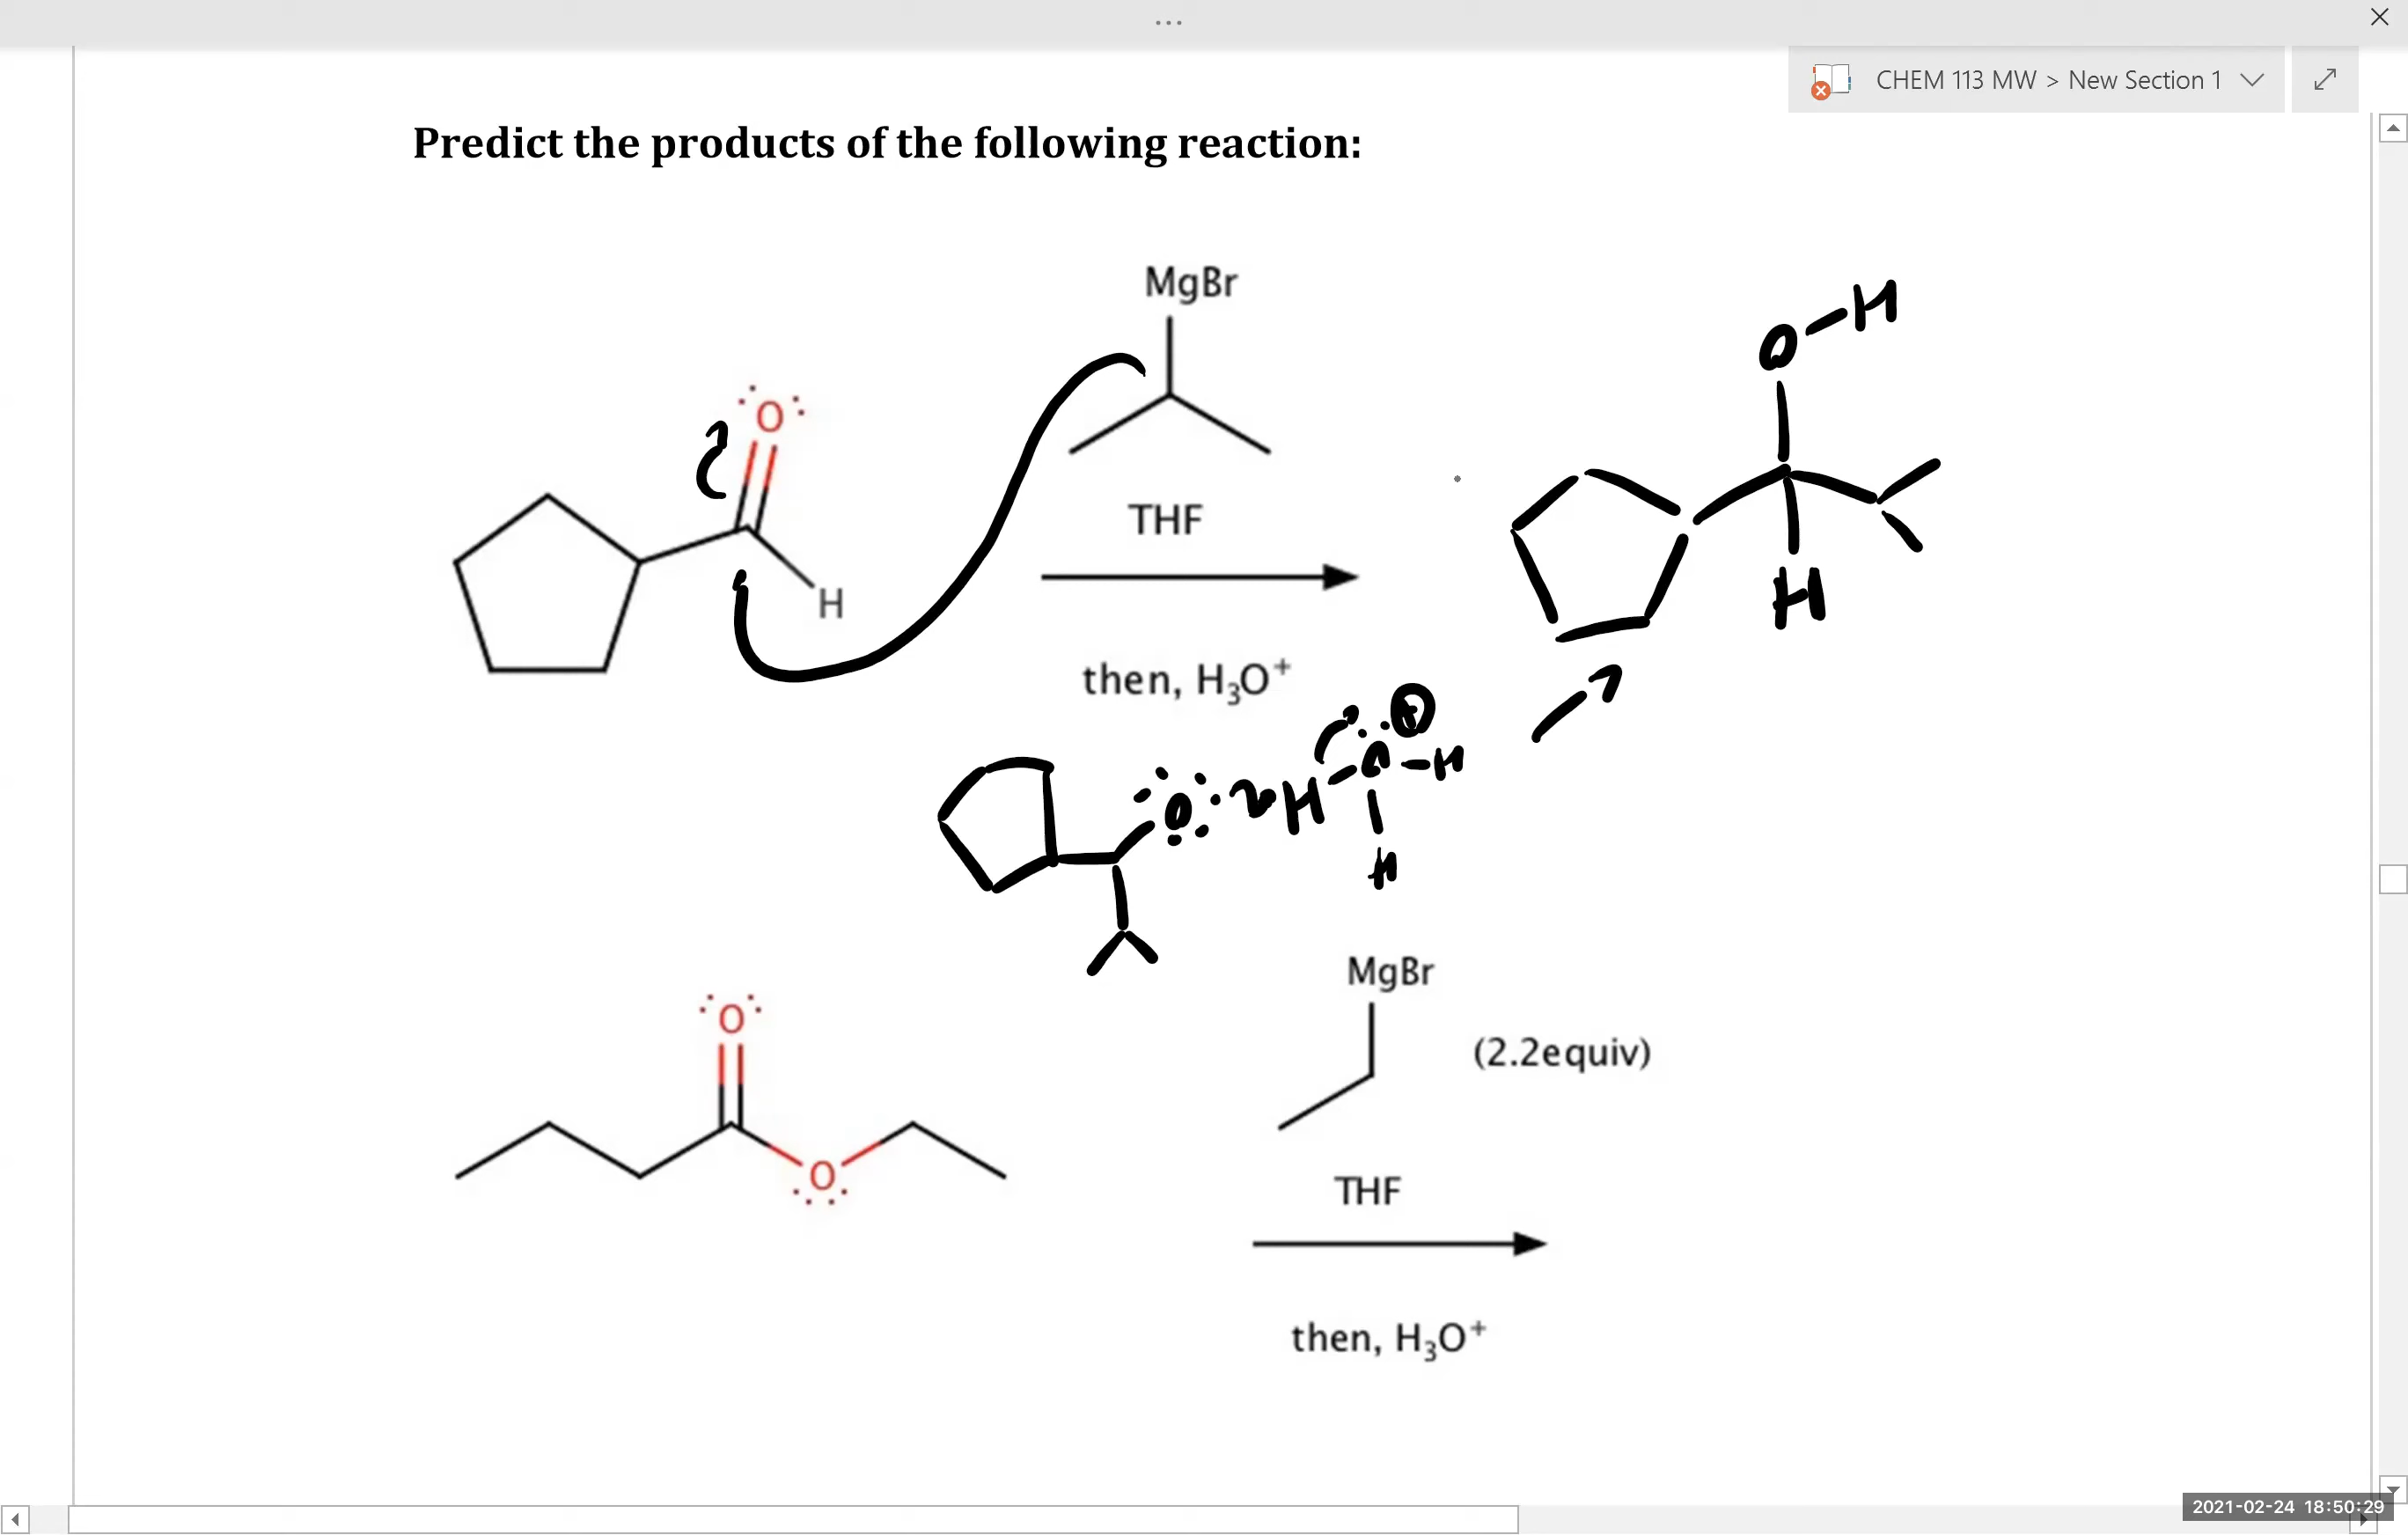 CHEM 113 MW > New Section 1
Predict the products of the following reaction:
MgBr
O
H
THF
then, H₃O⁺
O-H
H
O
H
O
⊕
-H
H
MgBr
(2.2equiv)
O
O
THF
then, H₃O⁺
2021-02-24 18:50:29